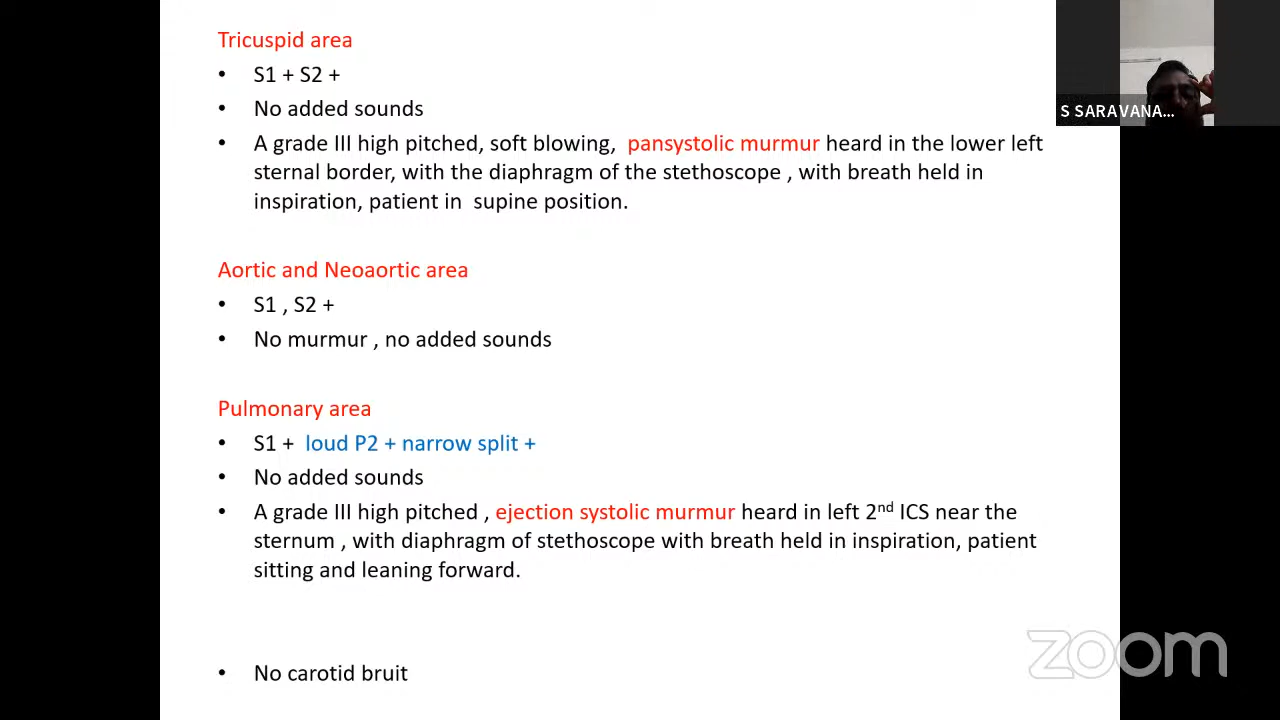 Tricuspid area
• S1 + S2 +
• No added sounds
• A grade III high pitched, soft blowing, pansystolic murmur heard in the lower left
sternal border, with the diaphragm of the stethoscope , with breath held in
inspiration, patient in supine position.
Aortic and Neoaortic area
• S1 , S2 +
• No murmur , no added sounds
Pulmonary area
• S1 + loud P2 + narrow split +
• No added sounds
• A grade III high pitched , ejection systolic murmur heard in left 2nd ICS near the
sternum , with diaphragm of stethoscope with breath held in inspiration, patient
sitting and leaning forward.
• No carotid bruit
S SARAVANA...
zoom